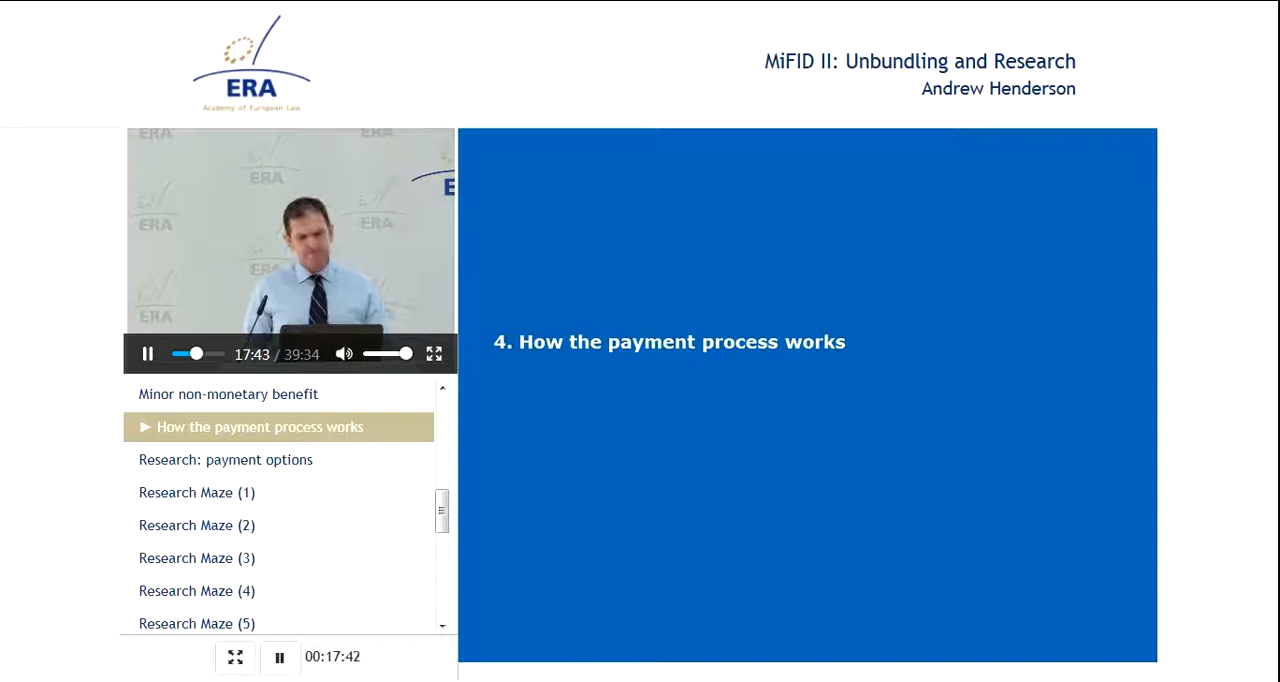 ERA
Academy of European Law
MiFID II: Unbundling and Research
Andrew Henderson
ERA
ERA
ERA
ERA
ERA
ERA
ERA
17:43 / 39:34
Minor non-monetary benefit
► How the payment process works
Research: payment options
Research Maze (1)
Research Maze (2)
Research Maze (3)
Research Maze (4)
Research Maze (5)
00:17:42
4. How the payment process works